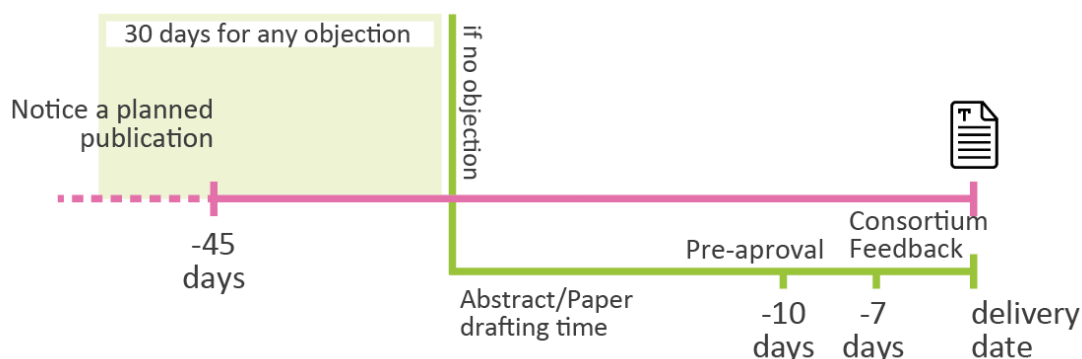 30 days for any objection
if no objection
Notice a planned
publication
T
-45
days
Consortium
Feedback
Pre-aproval
Abstract/Paper
drafting time
-10
days
-7
days
delivery
date